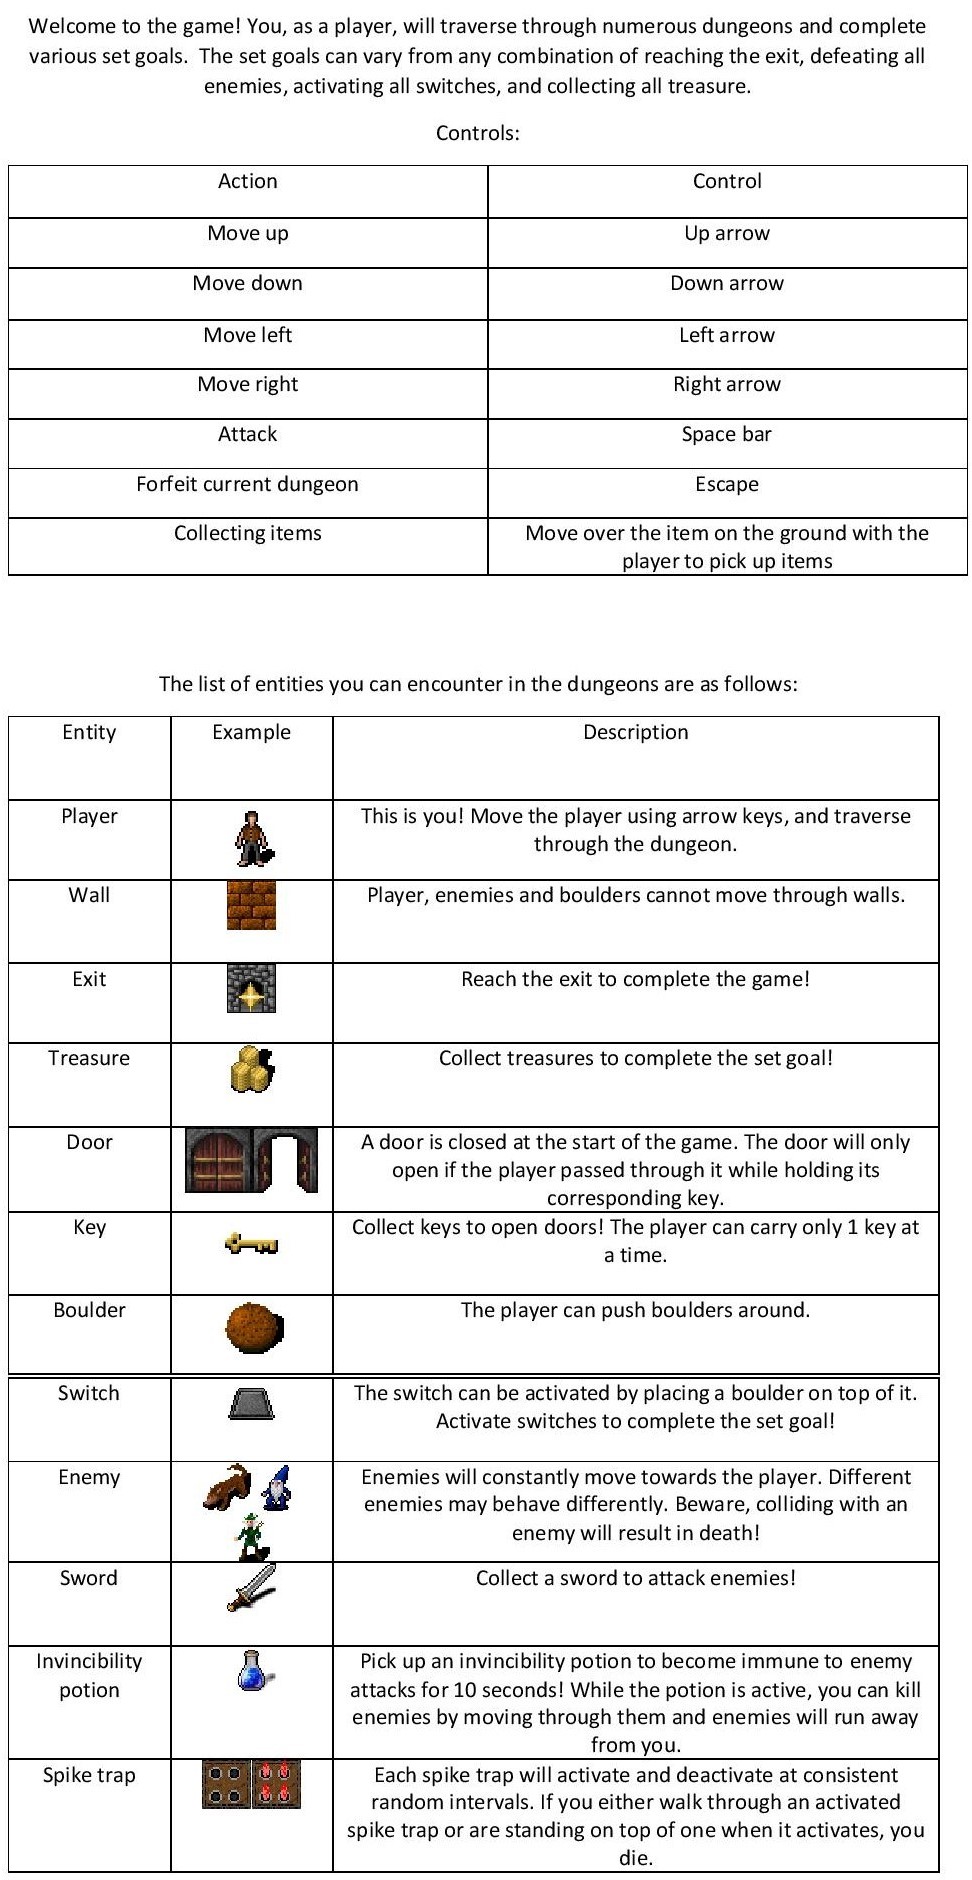 Welcome to the game! You, as a player, will traverse through numerous dungeons and complete
various set goals.  The set goals can vary from any combination of reaching the exit, defeating all
enemies, activating all switches, and collecting all treasure.
Controls:
Action Control
Move up Up arrow
Move down Down arrow
Move left Left arrow
Move right Right arrow
Attack Space bar
Forfeit current dungeon Escape
Collecting items Move over the item on the ground with the
player to pick up items
The list of entities you can encounter in the dungeons are as follows:
Entity Example Description
Player This is you! Move the player using arrow keys, and traverse
through the dungeon.
Wall Player, enemies and boulders cannot move through walls.
Exit Reach the exit to complete the game!
Treasure Collect treasures to complete the set goal!
Door A door is closed at the start of the game. The door will only
open if the player passed through it while holding its
corresponding key.
Key Collect keys to open doors! The player can carry only 1 key at
a time.
Boulder The player can push boulders around.
Switch The switch can be activated by placing a boulder on top of it.
Activate switches to complete the set goal!
Enemy Enemies will constantly move towards the player. Different
enemies may behave differently. Beware, colliding with an
enemy will result in death!
Sword Collect a sword to attack enemies!
Invincibility Pick up an invincibility potion to become immune to enemy
potion attacks for 10 seconds! While the potion is active, you can kill
enemies by moving through them and enemies will run away
from you.
Spike trap Each spike trap will activate and deactivate at consistent
random intervals. If you either walk through an activated
spike trap or are standing on top of one when it activates, you
die.